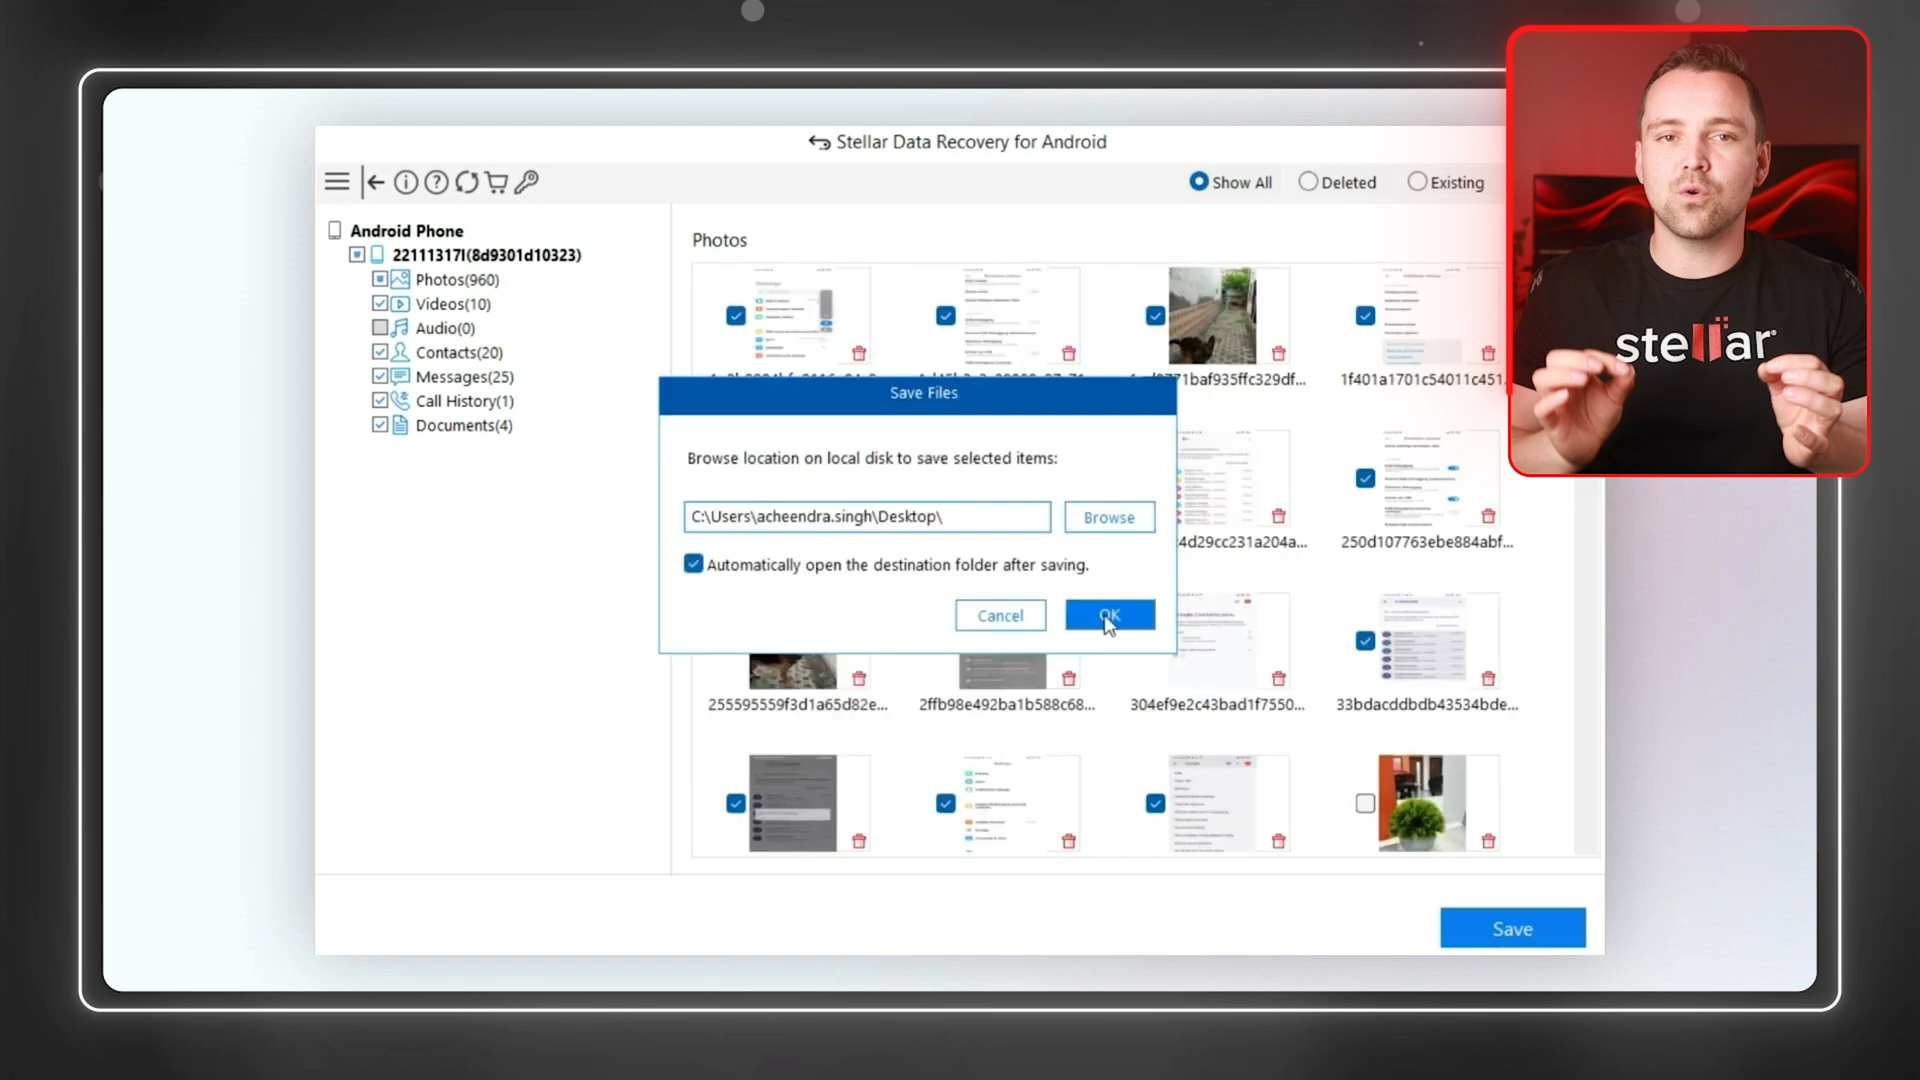 Stellar Data Recovery for Android
Show All
Deleted
Existing
Android Phone
22111317I(8d9301d10323)
Photos(960)
Videos(10)
Audio(0)
Contacts(20)
Messages(25)
Call History(1)
Documents(4)
Photos
1f401a1701c54011c451...
Save Files
Browse location on local disk to save selected items:
C:\Users\acheendra.singh\Desktop\
Browse
Automatically open the destination folder after saving.
Cancel
OK
250d107763ebe884abf...
255595559f3d1a65d82e...
2ffb98e492ba1b588c68...
304ef9e2c43bad1f7550...
33bdacddbdb43534bde...
Save
stellar